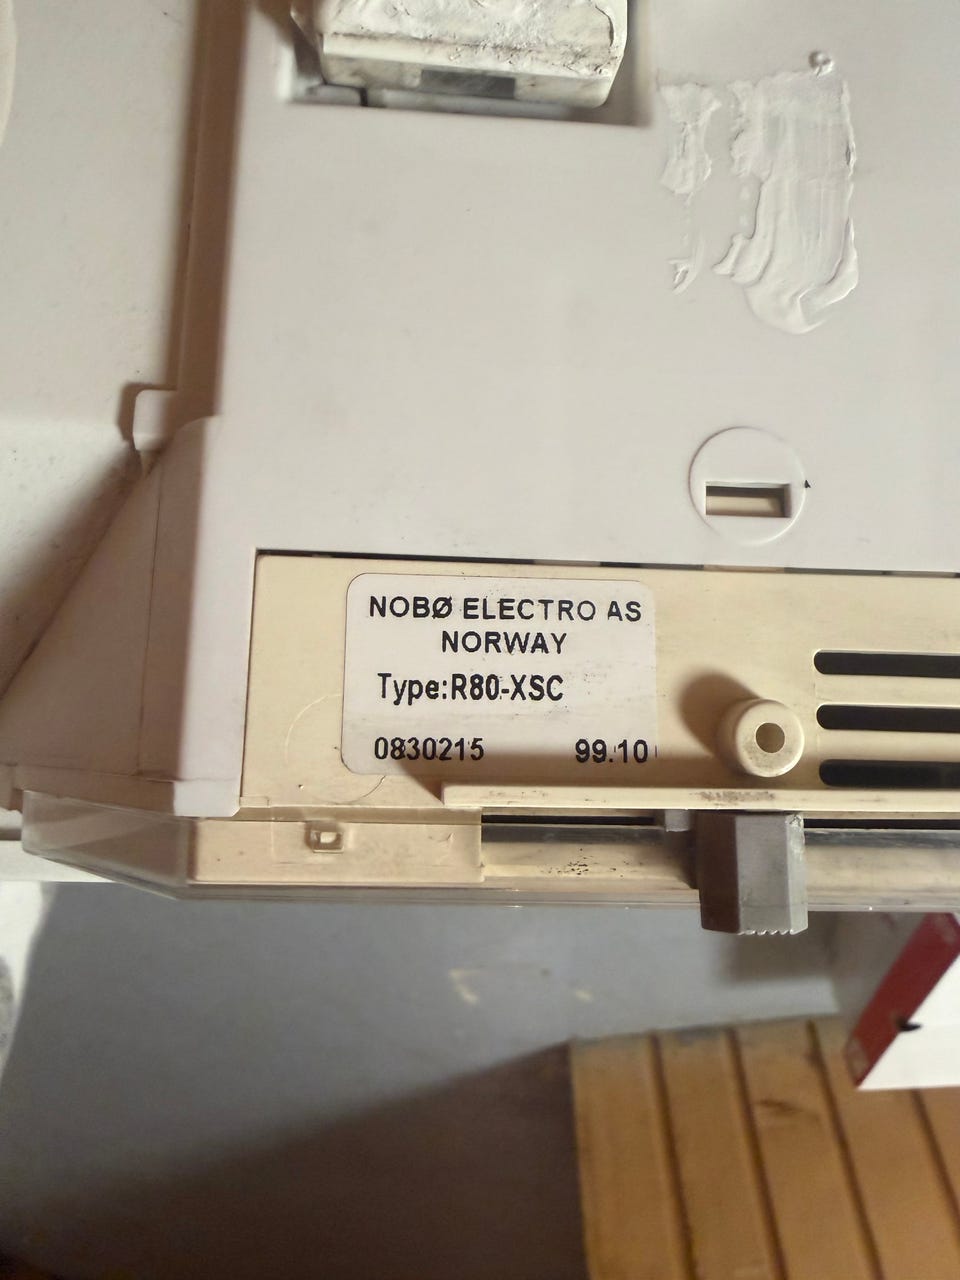 NOBØ ELECTRO AS
NORWAY
Type:R80-XSC
0830215 99.10